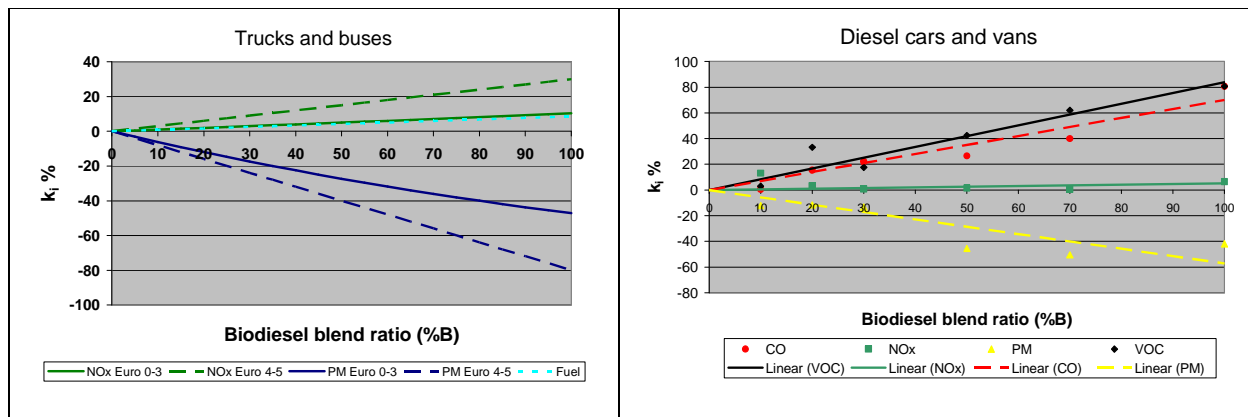 Trucks and buses
40
20
0
-20
-40
-60
-80
-100
0 10 20 30 40 50 60 70 80 90 100
kᵢ %
Biodiesel blend ratio (%B)
NOx Euro 0-3 NOx Euro 4-5 PM Euro 0-3 PM Euro 4-5 Fuel
Diesel cars and vans
100
80
60
40
20
0
-20
-40
-60
-80
0 10 20 30 40 50 60 70 80 90 100
kᵢ %
Biodiesel blend ratio (%B)
CO NOx PM VOC
Linear (VOC) Linear (NOx) Linear (CO) Linear (PM)